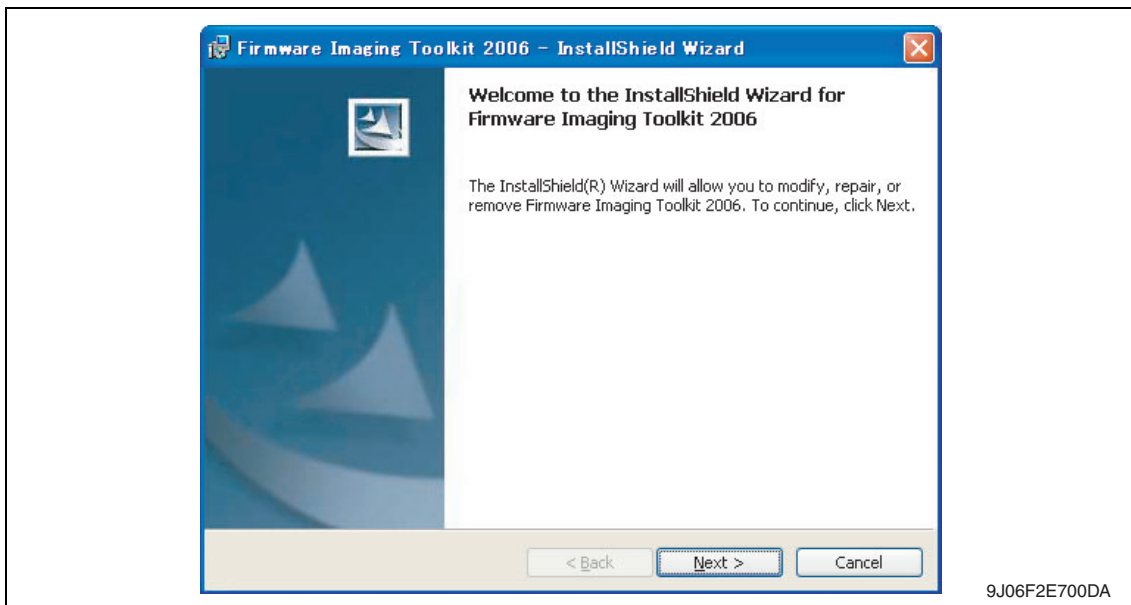 Firmware Imaging Toolkit 2006 - InstallShield Wizard
Welcome to the InstallShield Wizard for
Firmware Imaging Toolkit 2006
The InstallShield(R) Wizard will allow you to modify, repair, or
remove Firmware Imaging Toolkit 2006. To continue, click Next.
< Back Next > Cancel
9J06F2E700DA